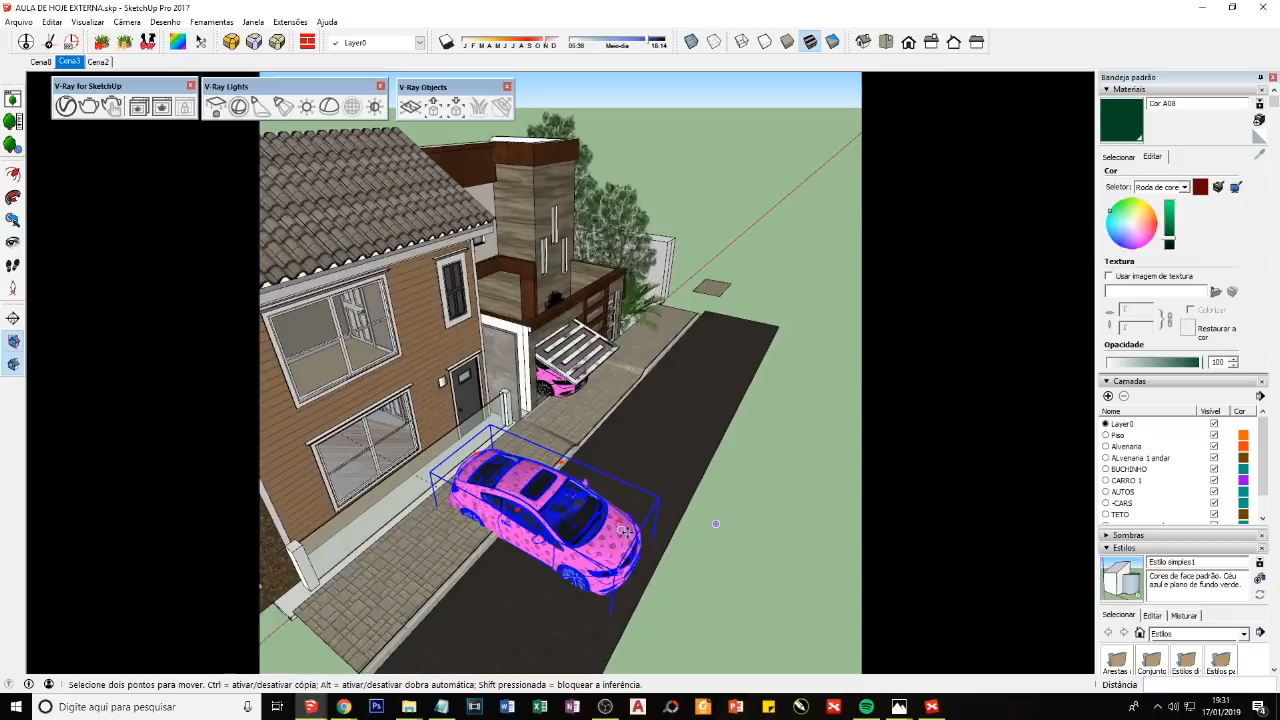 AULA DE HOJE EXTERNA.skp - SketchUp Pro 2017
Arquivo Editar Visualizar Câmera Desenho Ferramentas Janela Extensões Ajuda
Layer0
J F M A M J J A S O N D
05:38 Meio-dia 18:14
Cena8 Cena3 Cena2
V-Ray for SketchUp
V-Ray Lights
V-Ray Objects
Bandeja padrão
Materiais
Cor A08
Selecionar Editar
Cor
Seletor: Roda de core
Textura
Usar imagem de textura
1'
1'
Colorizar
Restaurar a cor
Opacidade
100
Camadas
Nome Visível Cor
Layer0
Piso
Alvenaria
ALvenaria 1 andar
BUCHINHO
CARRO 1
AUTOS
-CARS
TETO
Sombras
Estilos
Estilo simples1
Cores de face padrão. Céu azul e plano de fundo verde.
Selecionar Editar Misturar
Estilos
Arestas Conjunto Estilos d Estilos p
Selecione dois pontos para mover. Ctrl = ativar/desativar cópia; Alt = ativar/desativar dobra automática; Shift pressionada = bloquear a inferência.
Distância
Digite aqui para pesquisar
19:31
17/01/2019